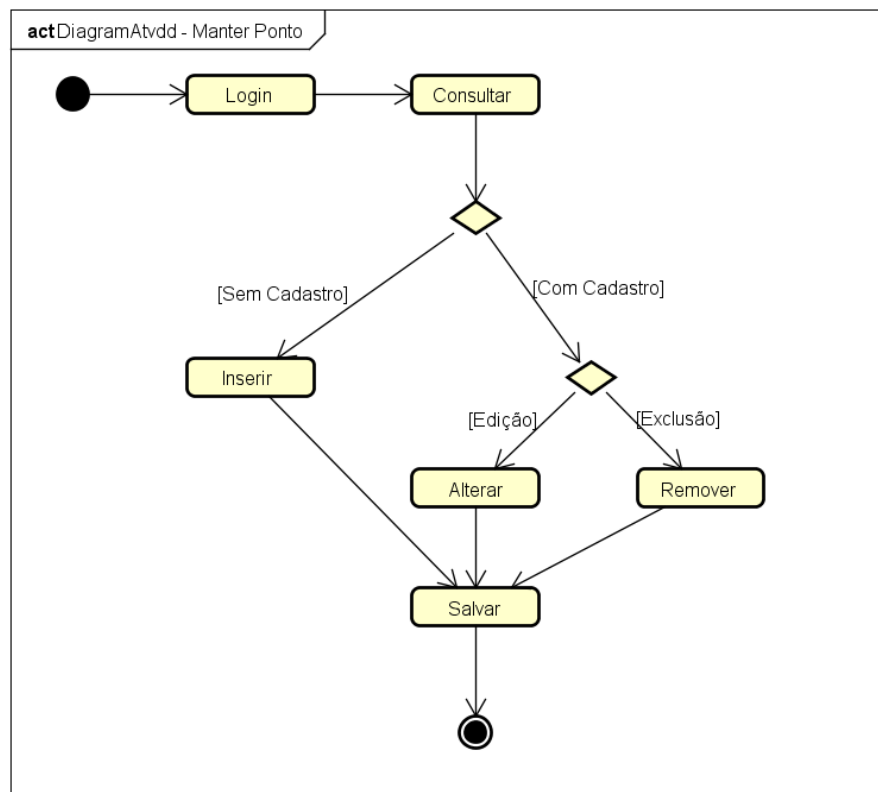 act DiagramAtvdd - Manter Ponto
Login
Consultar
[Sem Cadastro]
[Com Cadastro]
Inserir
[Edição]
[Exclusão]
Alterar
Remover
Salvar